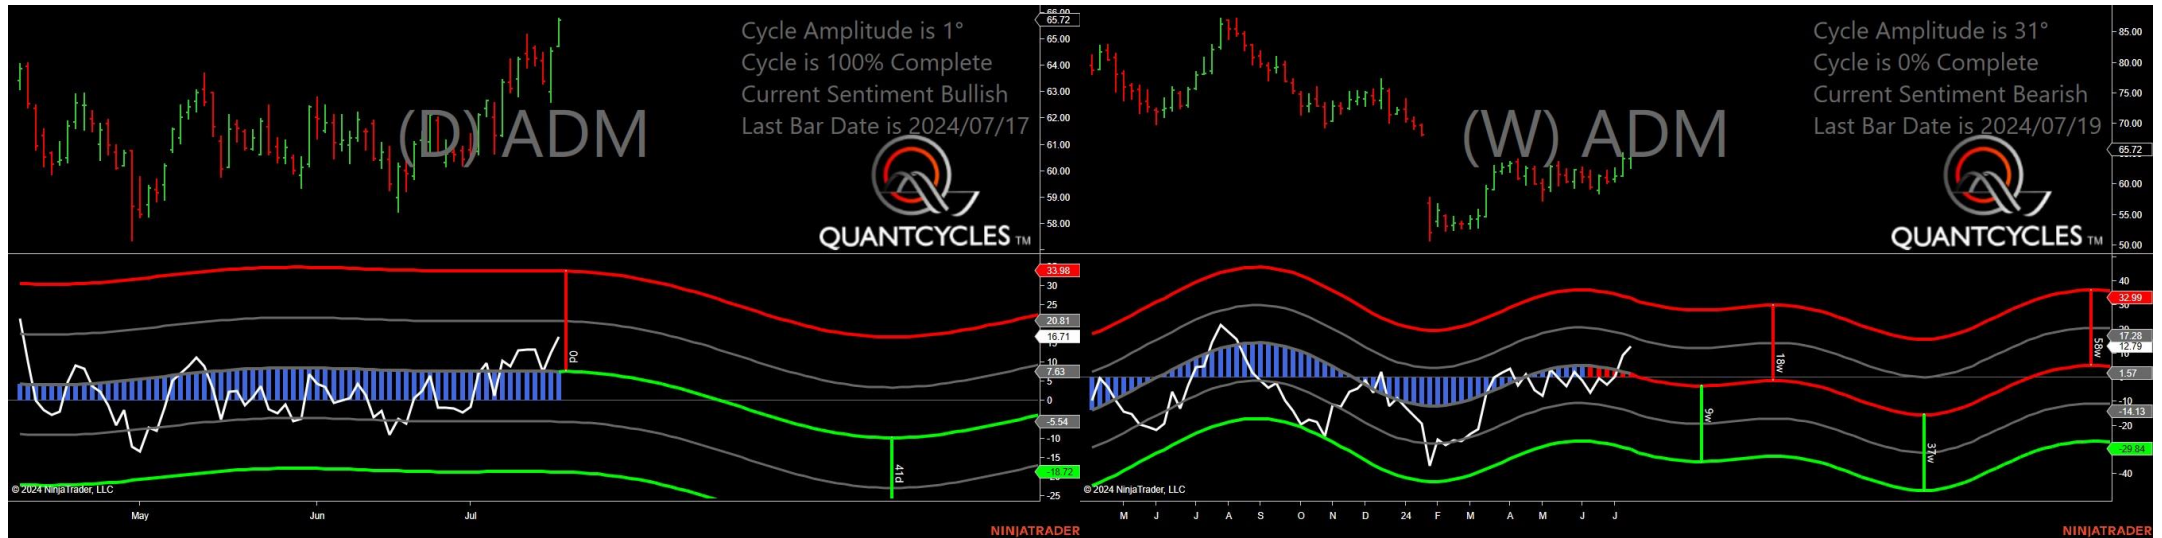 66.00
65.72
65.00
64.00
63.00
62.00
61.00
60.00
59.00
58.00
Cycle Amplitude is 1°
Cycle is 100% Complete
Current Sentiment Bullish
Last Bar Date is 2024/07/17
(D) ADM
QUANTCYCLES TM
33.98
30
25
20.81
16.71
10
7.63
5
0
-5.54
-10
-15
-18.72
-25
0d
41d
© 2024 NinjaTrader, LLC
May Jun Jul
NINJATRADER
Cycle Amplitude is 31°
Cycle is 0% Complete
Current Sentiment Bearish
Last Bar Date is 2024/07/19
(W) ADM
QUANTCYCLES TM
85.00
80.00
75.00
70.00
65.72
60.00
55.00
50.00
40
32.99
17.28
12.79
1.57
-10
-14.13
-20
-29.84
-40
18w
9w
37w
58w
© 2024 NinjaTrader, LLC
M J J A S O N D 24 F M A M J J
NINJATRADER